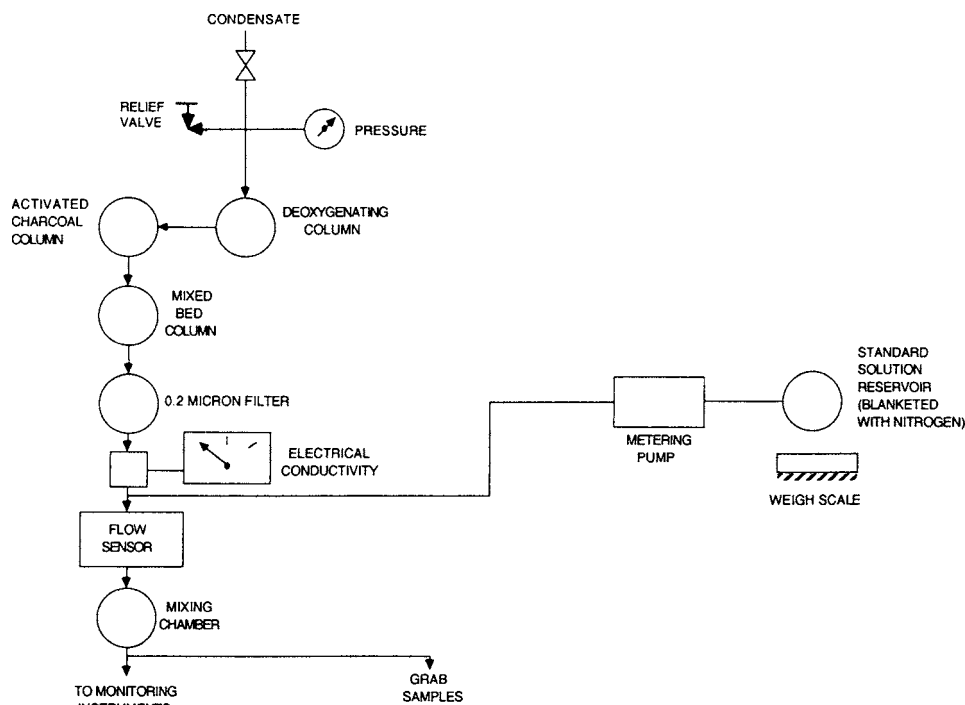 CONDENSATE
RELIEF
VALVE
PRESSURE
ACTIVATED
CHARCOAL
COLUMN
DEOXYGENATING
COLUMN
MIXED
BED
COLUMN
0.2 MICRON FILTER
STANDARD
SOLUTION
RESERVOIR
(BLANKETED
WITH NITROGEN)
METERING
PUMP
ELECTRICAL
CONDUCTIVITY
WEIGH SCALE
FLOW
SENSOR
MIXING
CHAMBER
TO MONITORING
INSTRUMENTS
GRAB
SAMPLES